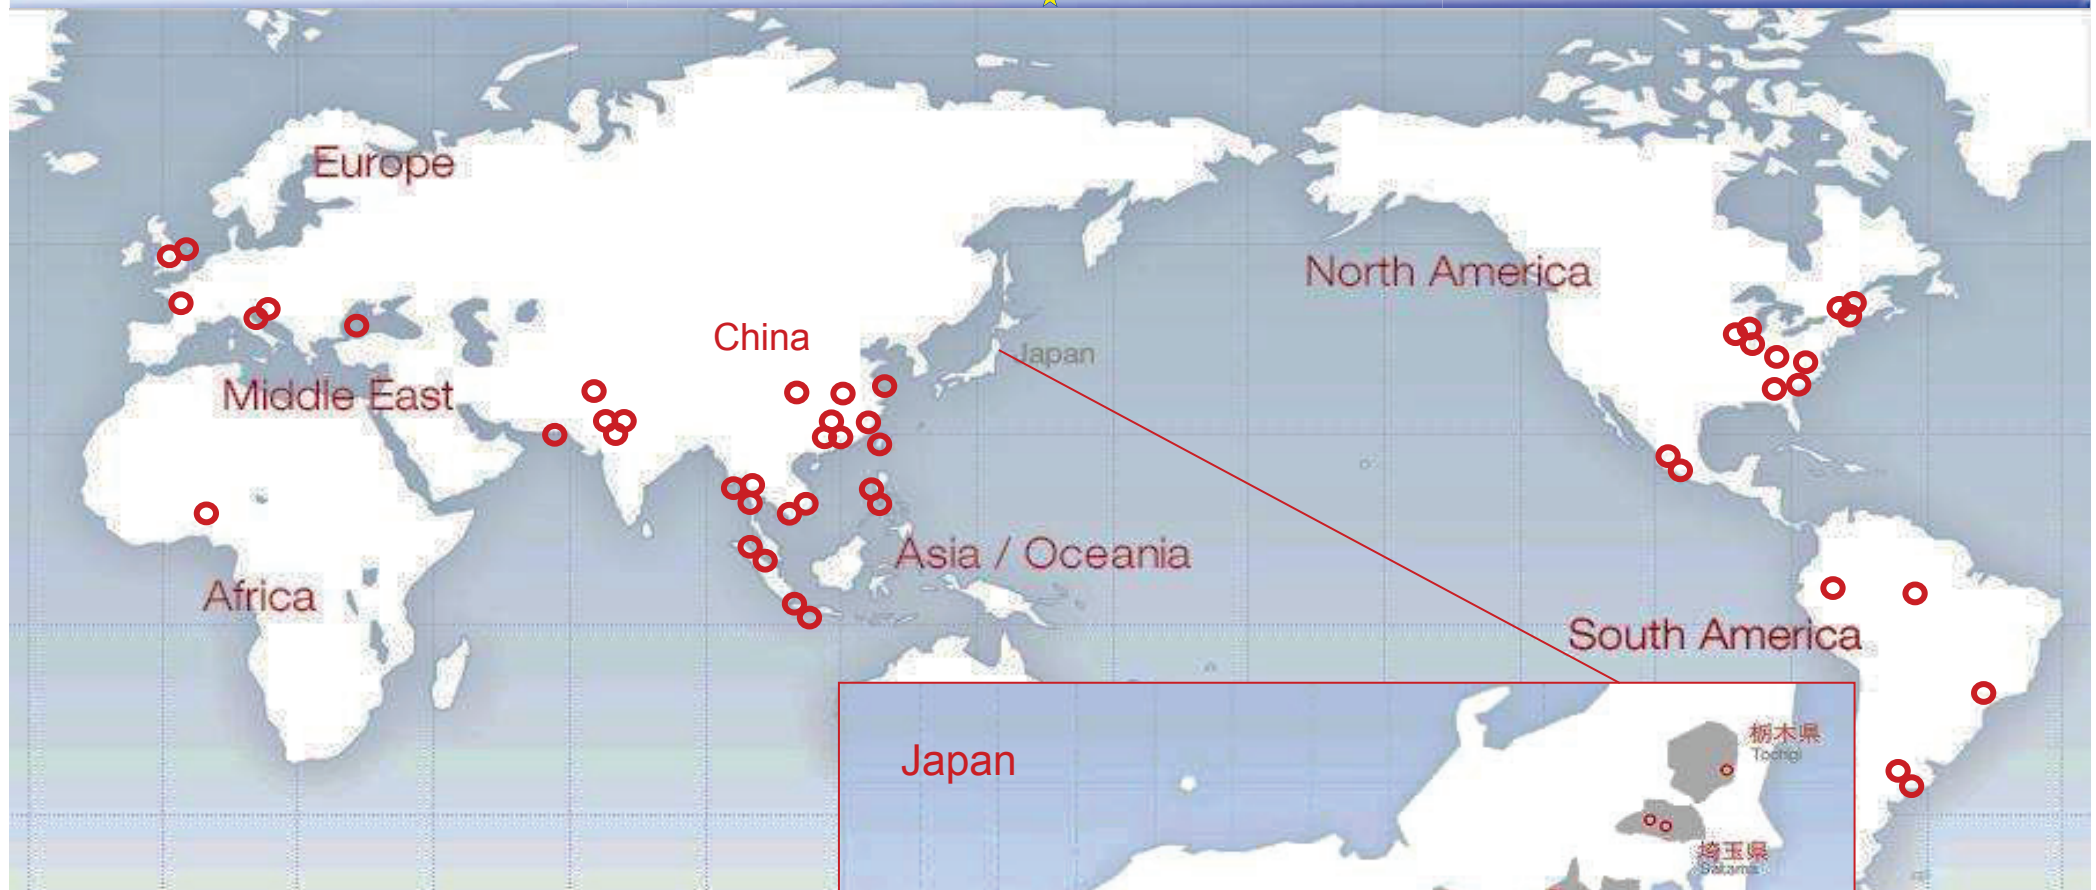 Europe
North America
China
Japan
Middle East
Asia / Oceania
Africa
South America
Japan
栃木県
Tochigi
埼玉県
Saitama